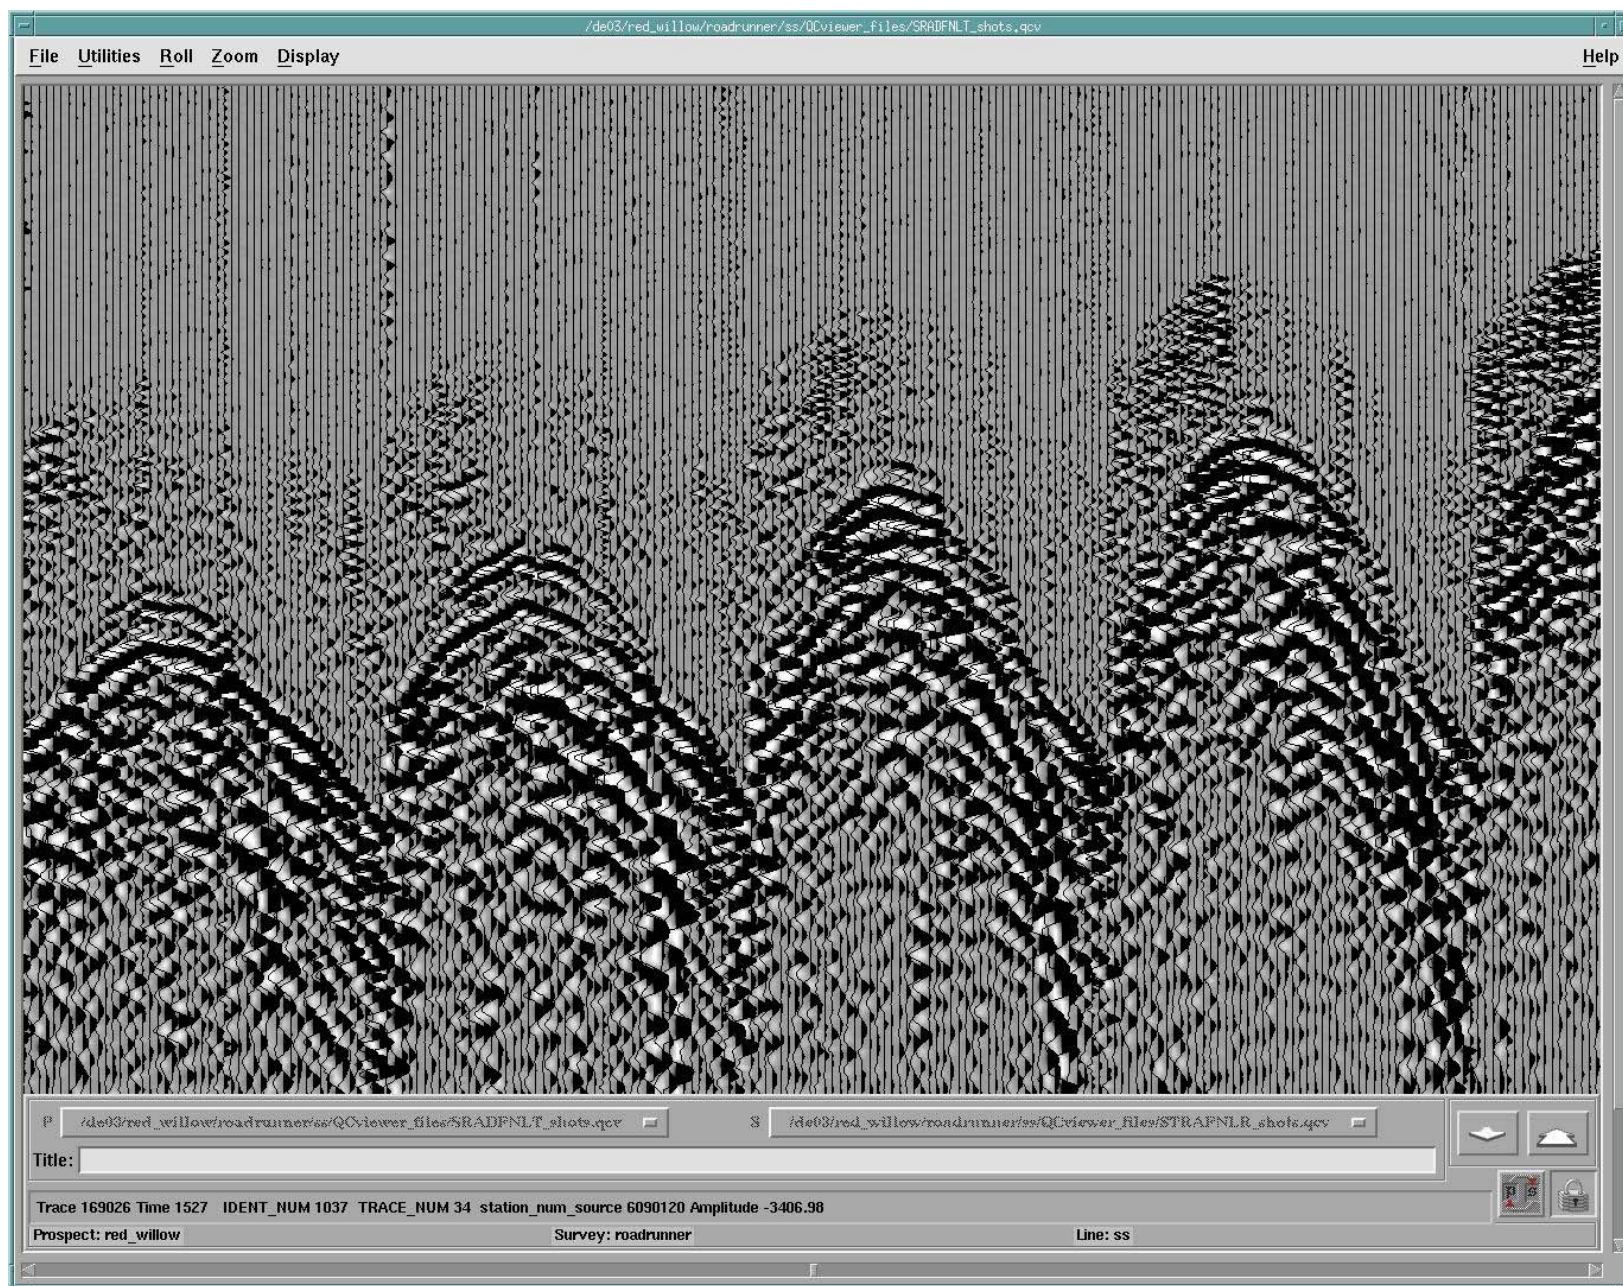 /de03/red_willow/roadrunner/ss/QCviewer_files/SRADFNLT_shots.qcv
File Utilities Roll Zoom Display Help
P /de03/red_willow/roadrunner/ss/QCviewer_files/SRADFNLT_shots.qcv S /de03/red_willow/roadrunner/ss/QCviewer_files/STRAFNLR_shots.qcv
Title:
P S
Trace 169026 Time 1527 IDENT_NUM 1037 TRACE_NUM 34 station_num_source 6090120 Amplitude -3406.98
Prospect: red_willow Survey: roadrunner Line: ss